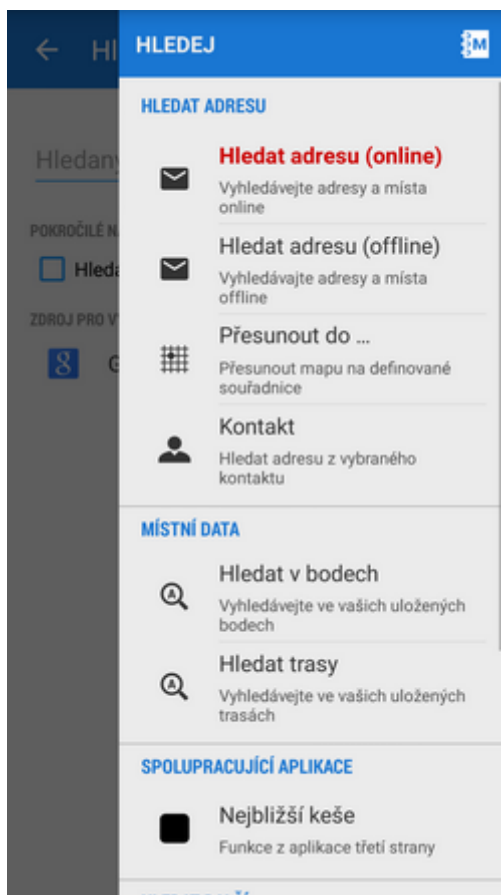 HL
HLEDEJ
M
HLEDAT ADRESU
Hledat adresu (online)
Vyhledávejte adresy a místa
online
Hledat adresu (offline)
Vyhledávajte adresy a místa
offline
Přesunout do ...
Přesunout mapu na definované
souřadnice
Kontakt
Hledat adresu z vybraného
kontaktu
MÍSTNÍ DATA
Hledat v bodech
Vyhledávejte ve vašich uložených
bodech
Hledat trasy
Vyhledávejte ve vašich uložených
trasách
SPOLUPRACUJÍCÍ APLIKACE
Nejbližší keše
Funkce z aplikace třetí strany
Hledaný
POKROČILÉ
Hleda
ZDROJ PRO
8
G